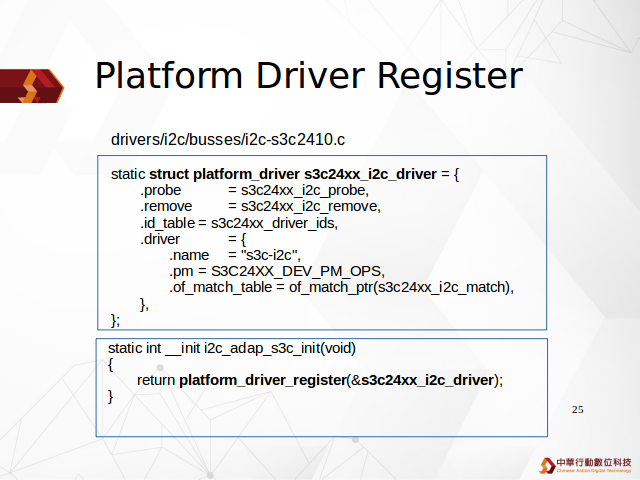 Platform Driver Register
drivers/i2c/busses/i2c-s3c2410.c
static struct platform_driver s3c24xx_i2c_driver = {
.probe = s3c24xx_i2c_probe,
.remove = s3c24xx_i2c_remove,
.id_table = s3c24xx_driver_ids,
.driver = {
.name = "s3c-i2c",
.pm = S3C24XX_DEV_PM_OPS,
.of_match_table = of_match_ptr(s3c24xx_i2c_match),
},
};
static int __init i2c_adap_s3c_init(void)
{
return platform_driver_register(&s3c24xx_i2c_driver);
}
25
中華行動數位科技
Chinese Action Digital Technology